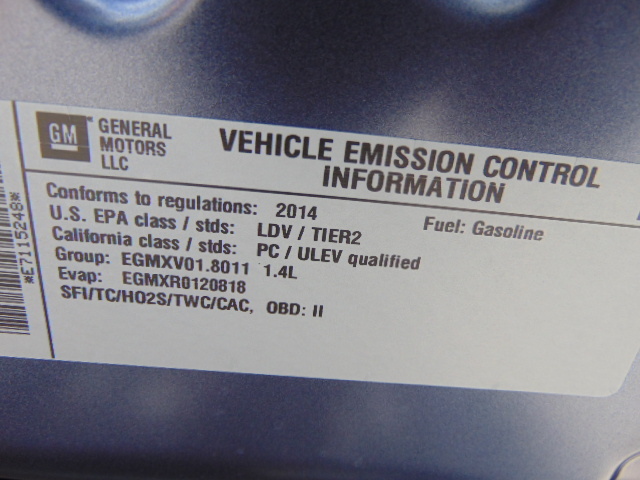 GM
GENERAL
MOTORS
LLC
VEHICLE EMISSION CONTROL
INFORMATION
Conforms to regulations: 2014
Fuel: Gasoline
U.S. EPA class / stds: LDV / TIER2
California class / stds: PC / ULEV qualified
Group: EGMXV01.8011 1.4L
Evap: EGMXR0120818
SFI/TC/HO2S/TWC/CAC, OBD: II
*E7115248*